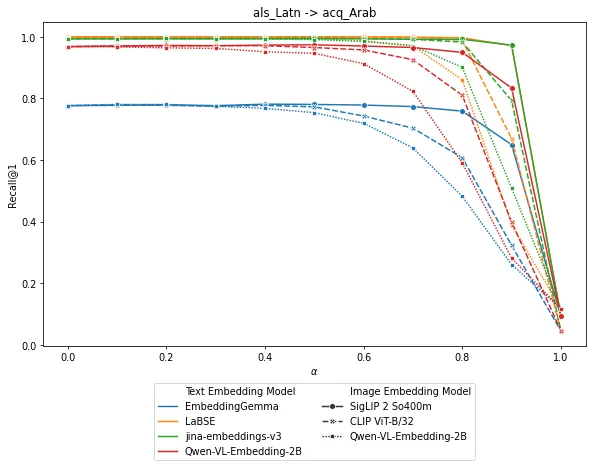 als_Latn -> acq_Arab
Recall@1
1.0
0.8
0.6
0.4
0.2
0.0
0.0 0.2 0.4 0.6 0.8 1.0
α
Text Embedding Model
EmbeddingGemma
LaBSE
jina-embeddings-v3
Qwen-VL-Embedding-2B
Image Embedding Model
SigLIP 2 So400m
CLIP ViT-B/32
Qwen-VL-Embedding-2B